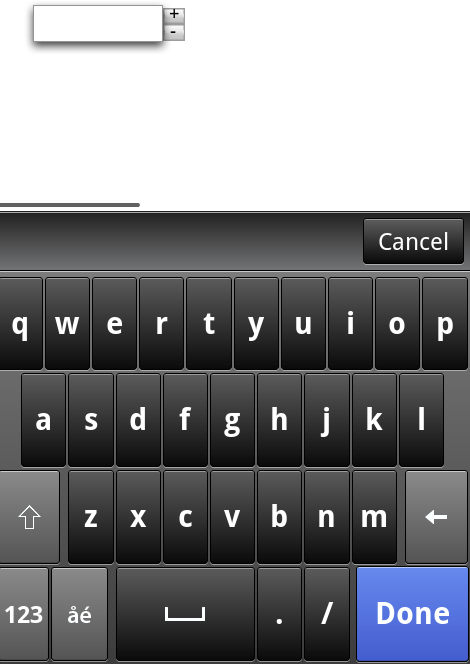 +
-
Cancel
q w e r t y u i o p
a s d f g h j k l
z x c v b n m
123 åé . / Done